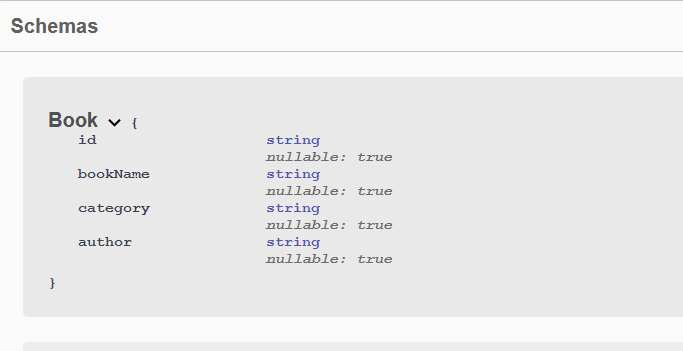 Schemas
Book {
id string
nullable: true
bookName string
nullable: true
category string
nullable: true
author string
nullable: true
}